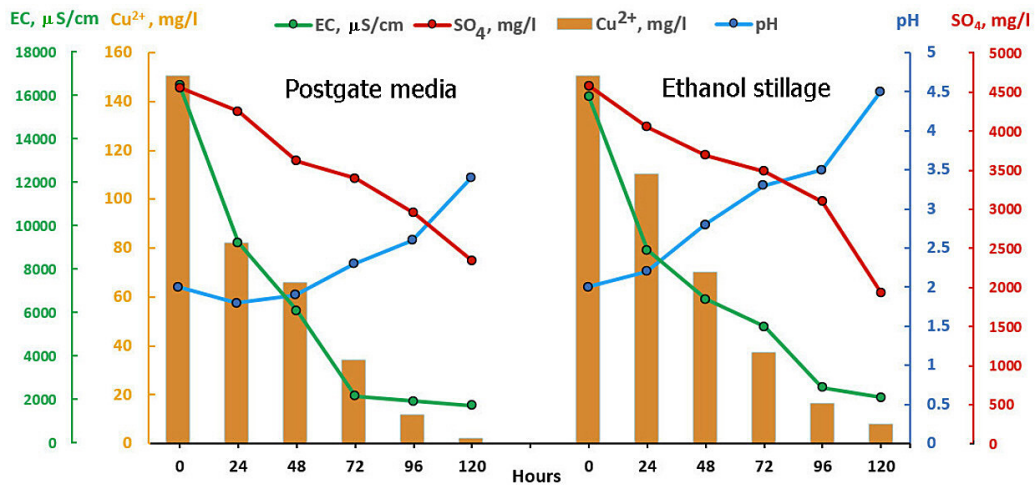 EC, μS/cm Cu²⁺, mg/l EC, μS/cm SO₄, mg/l Cu²⁺, mg/l pH pH SO₄, mg/l
18000 160 5 5000
16000 140 4.5 4500
14000 120 4 4000
12000 100 3.5 3500
10000 80 3 3000
8000 60 2.5 2500
6000 40 2 2000
4000 20 1.5 1500
2000 0 1 1000
0 0.5 500
0 0
Postgate media Ethanol stillage
0 24 48 72 96 120 0 24 48 72 96 120
Hours